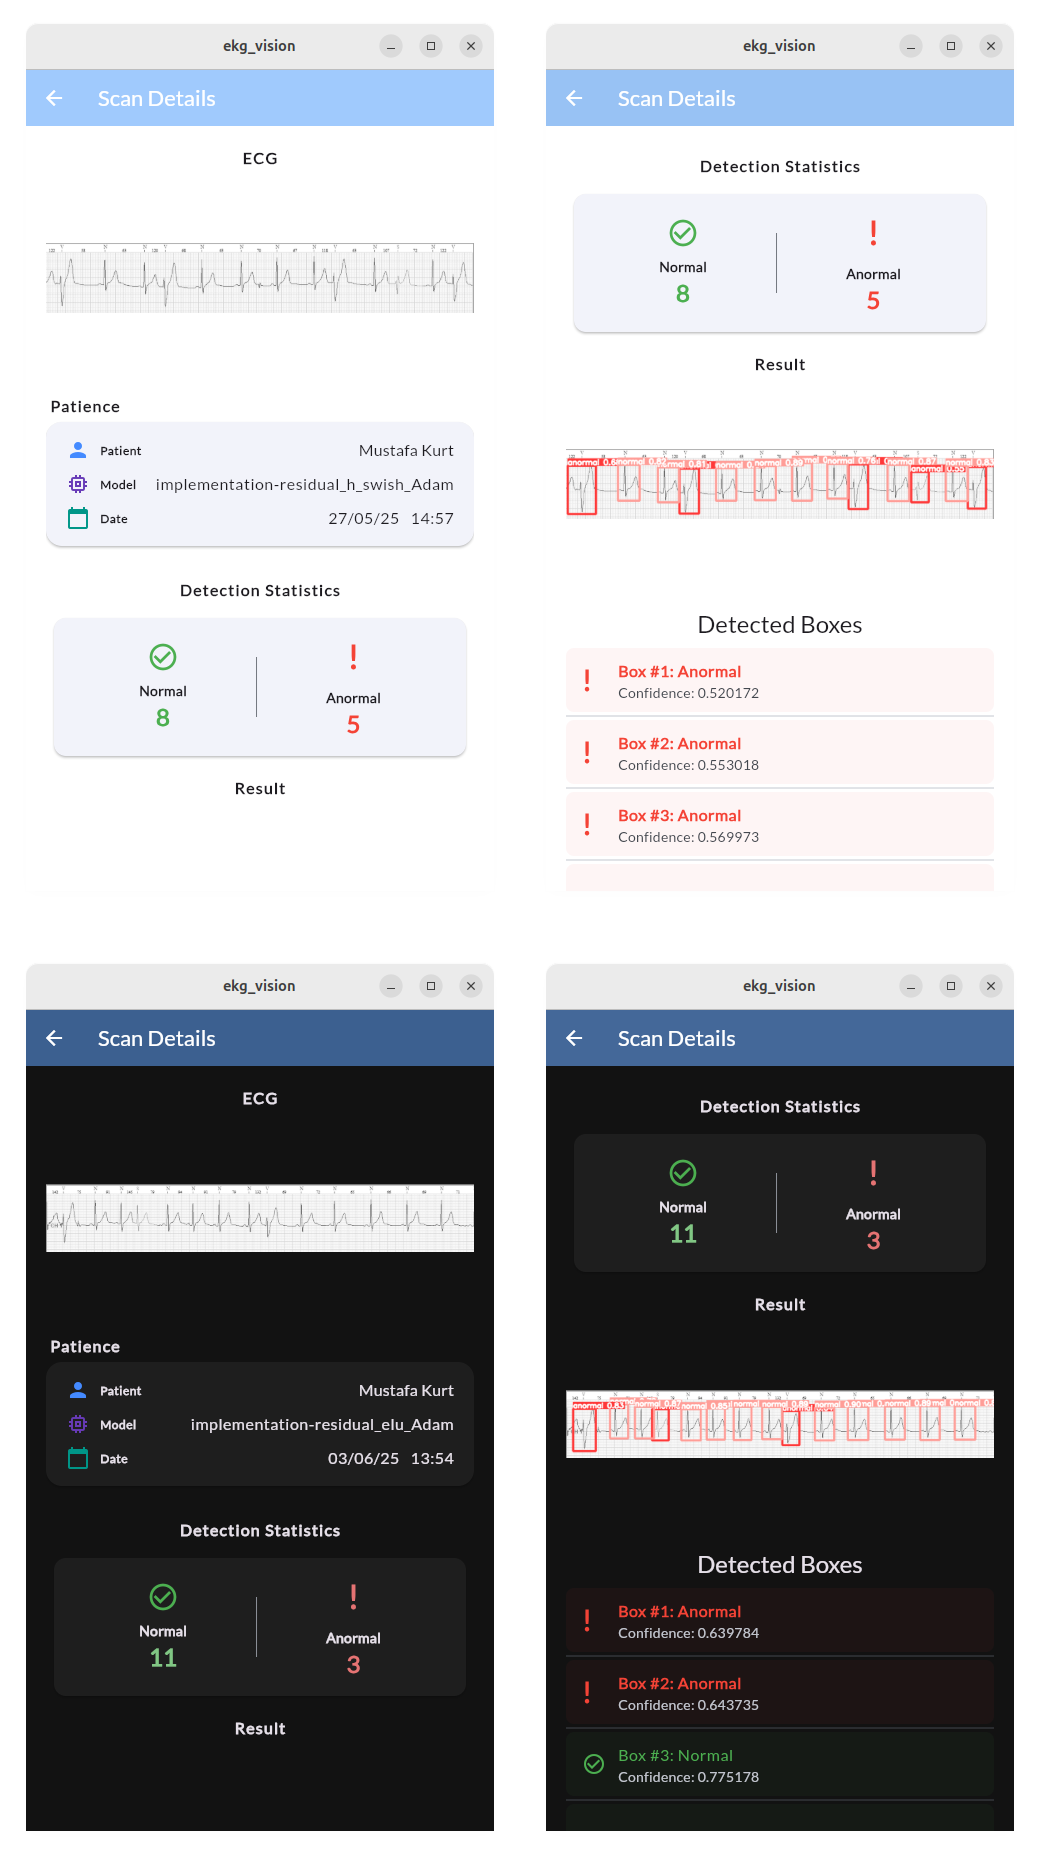 ekg_vision
Scan Details
ECG
Patience
Patient Mustafa Kurt
Model implementation-residual_h_swish_Adam
Date 27/05/25 14:57
Detection Statistics
Normal Anormal
8 5
Result
ekg_vision
Scan Details
Detection Statistics
Normal Anormal
8 5
Result
Detected Boxes
Box #1: Anormal
Confidence: 0.520172
Box #2: Anormal
Confidence: 0.553018
Box #3: Anormal
Confidence: 0.569973
ekg_vision
Scan Details
ECG
Patience
Patient Mustafa Kurt
Model implementation-residual_elu_Adam
Date 03/06/25 13:54
Detection Statistics
Normal Anormal
11 3
Result
ekg_vision
Scan Details
Detection Statistics
Normal Anormal
11 3
Result
Detected Boxes
Box #1: Anormal
Confidence: 0.639784
Box #2: Anormal
Confidence: 0.643735
Box #3: Normal
Confidence: 0.775178